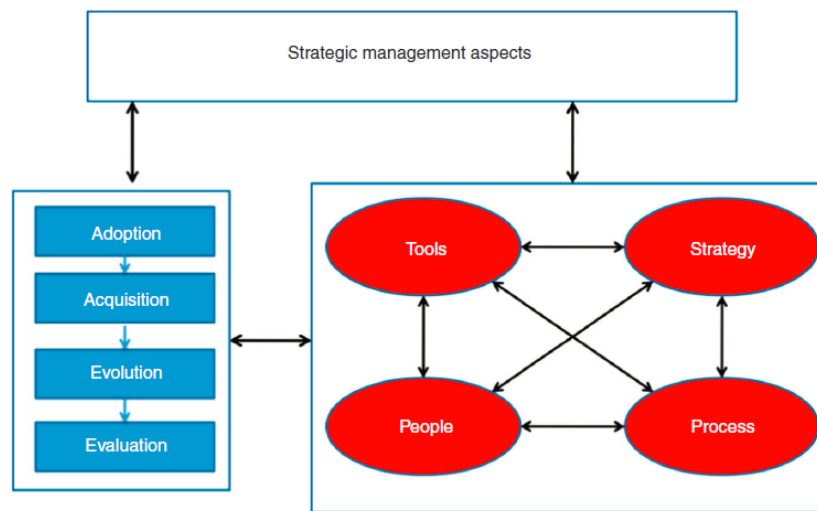 Strategic management aspects
Adoption
Acquisition
Evolution
Evaluation
Tools
Strategy
People
Process